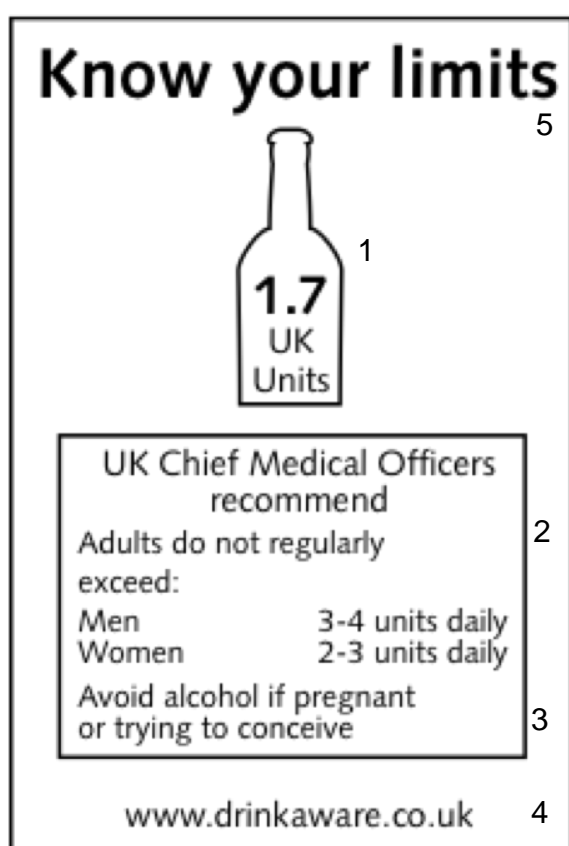 Know your limits
5
1
1.7
UK
Units
UK Chief Medical Officers
recommend
2
Adults do not regularly
exceed:
Men 3-4 units daily
Women 2-3 units daily
Avoid alcohol if pregnant
or trying to conceive
3
www.drinkaware.co.uk 4